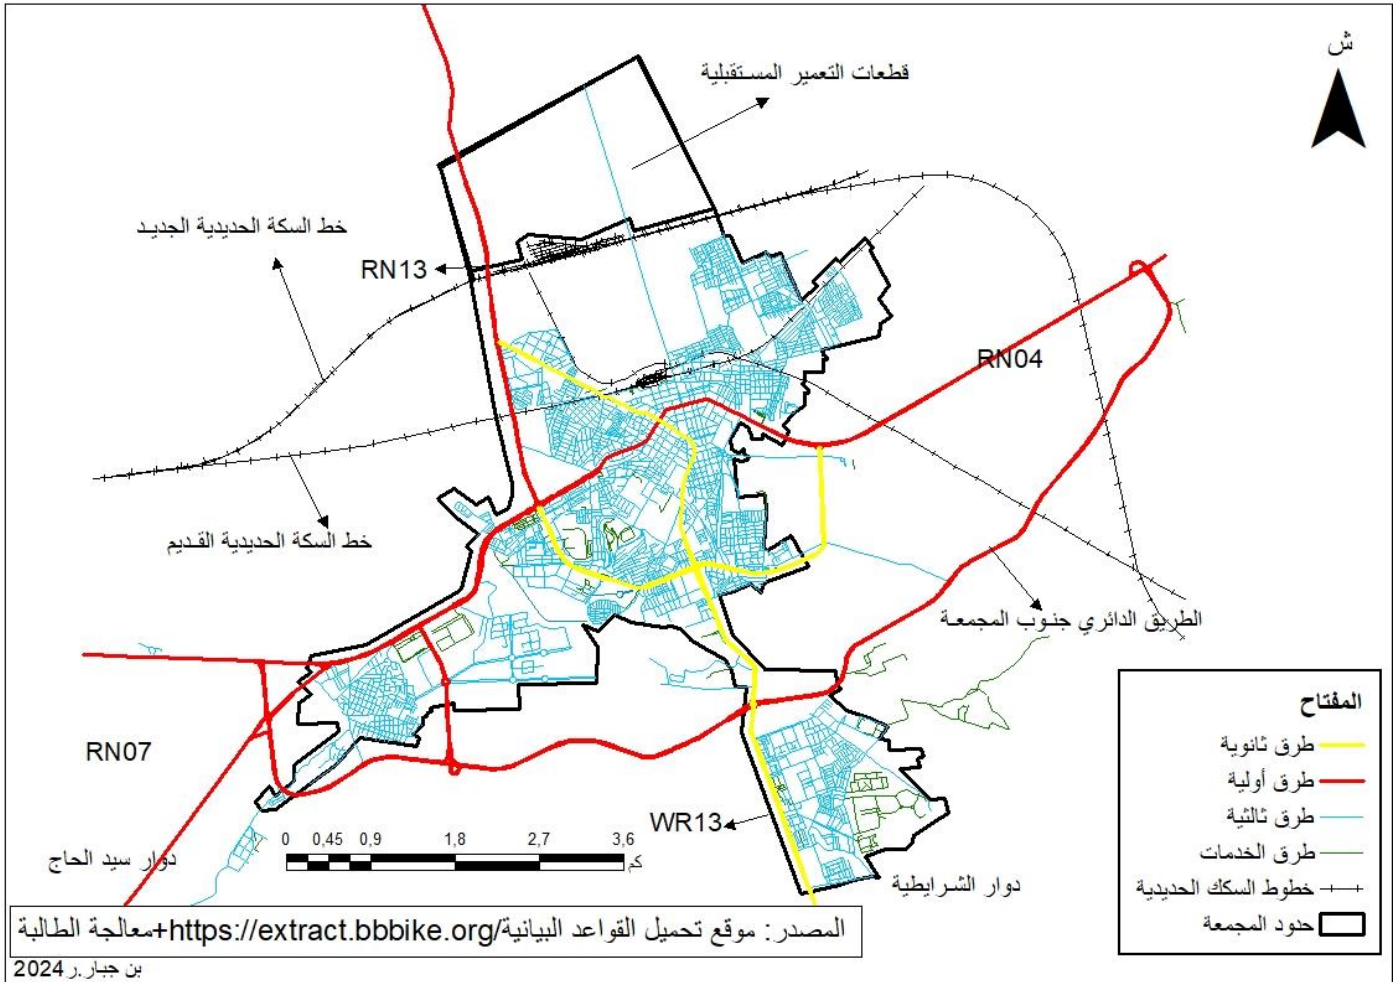 ش
قطعات التعمير المستقبلية
خط السكة الحديدية الجديد
RN13
RN04
خط السكة الحديدية القديم
الطريق الدائري جنوب المجمعة
RN07
WR13
دوار سيد الحاج
دوار الشرايطية
0 0,45 0,9 1,8 2,7 3,6
كم
المفتاح
طرق ثانوية
طرق أولية
طرق ثالثية
طرق الخدمات
خطوط السكك الحديدية
حدود المجمعة
المصدر: موقع تحميل القواعد البيانية/https://extract.bbbike.org+معالجة الطالبة
بن جبار.ر2024